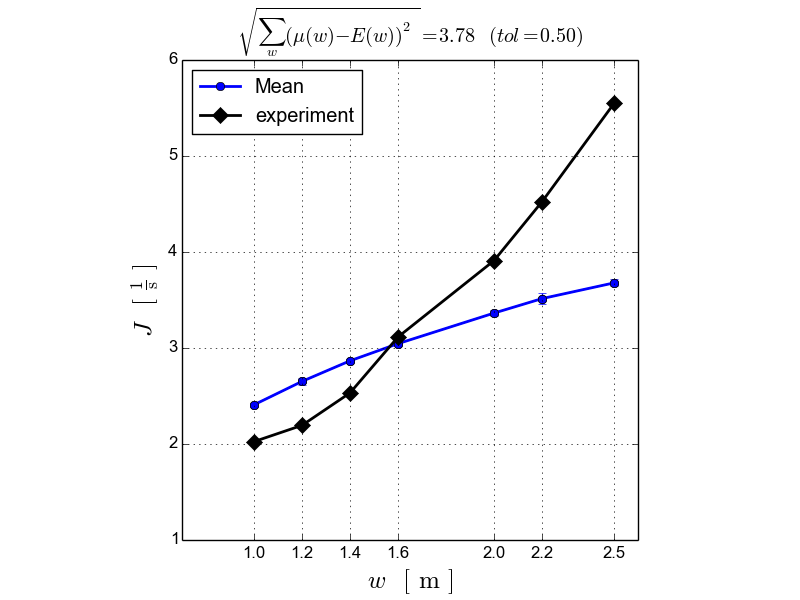 √∑_w(μ(w)−E(w))² =3.78 (tol=0.50)
Mean
experiment
6
5
4
3
2
1
J [ 1/s ]
1.0 1.2 1.4 1.6 2.0 2.2 2.5
w [ m ]